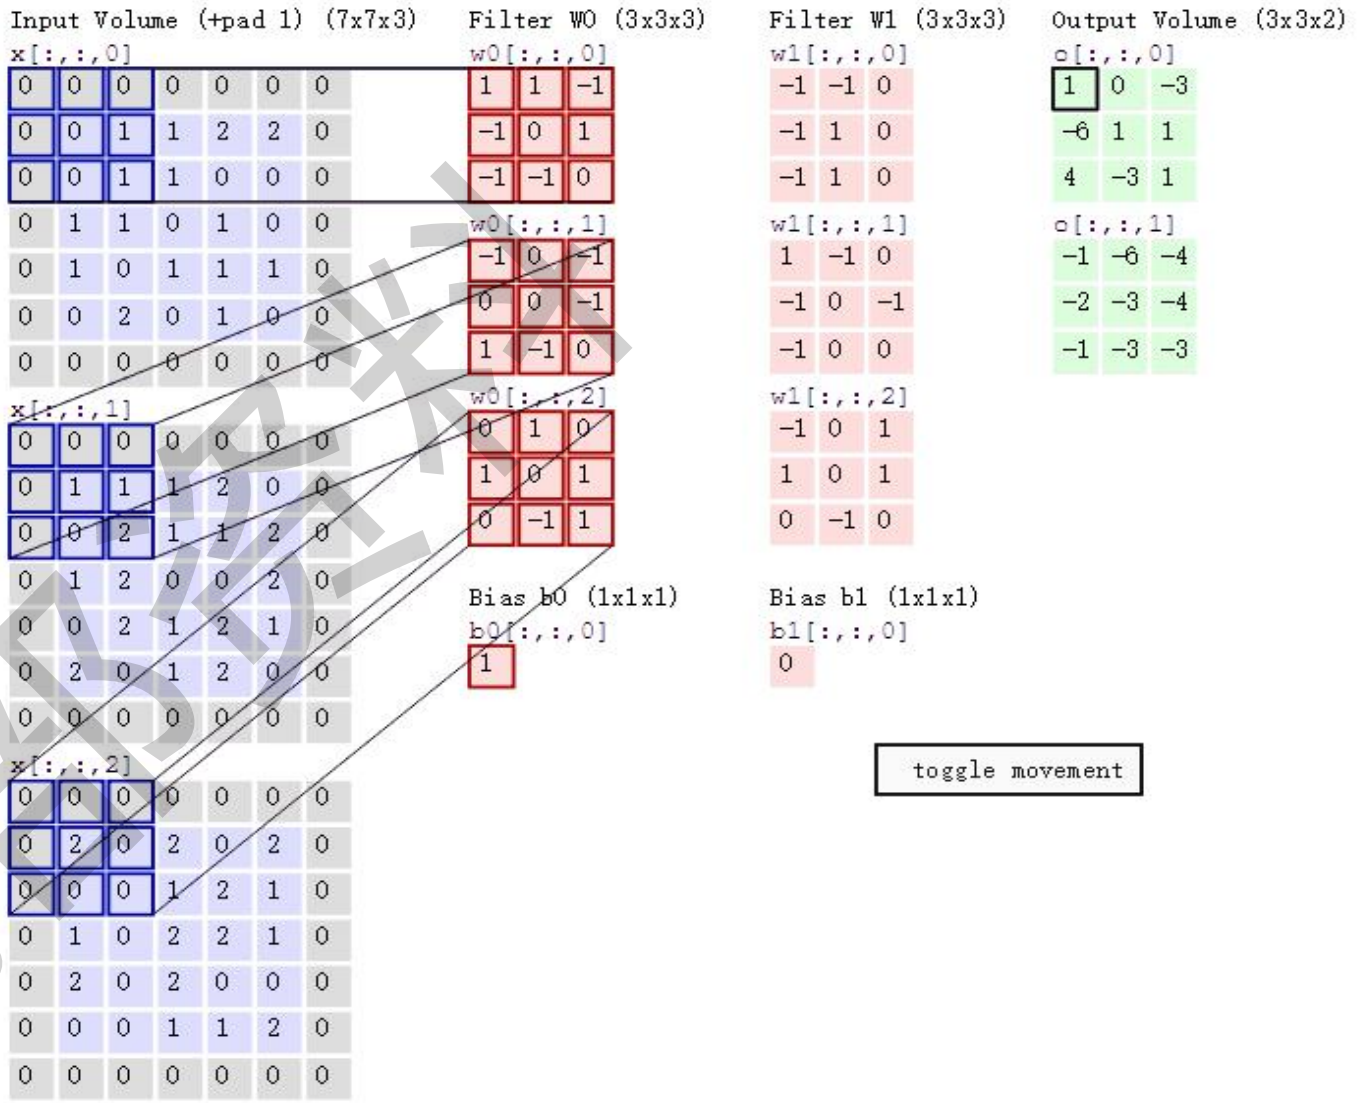 Input Volume (+pad 1) (7x7x3)
x[:,:,0]
0 0 0 0 0 0 0
0 0 1 1 2 2 0
0 0 1 1 0 0 0
0 1 1 0 1 0 0
0 1 0 1 1 1 0
0 0 2 0 1 0 0
0 0 0 0 0 0 0
x[:,:,1]
0 0 0 0 0 0 0
0 1 1 1 2 0 0
0 0 2 1 1 2 0
0 1 2 0 0 2 0
0 0 2 1 2 1 0
0 2 0 1 2 0 0
0 0 0 0 0 0 0
x[:,:,2]
0 0 0 0 0 0 0
0 2 0 2 0 2 0
0 0 0 1 2 1 0
0 1 0 2 2 1 0
0 2 0 2 0 0 0
0 0 0 1 1 2 0
0 0 0 0 0 0 0
Filter W0 (3x3x3)
w0[:,:,0]
1 1 -1
-1 0 1
-1 -1 0
w0[:,:,1]
-1 0 -1
0 0 -1
1 -1 0
w0[:,:,2]
0 1 0
1 0 1
0 -1 1
Bias b0 (1x1x1)
b0[:,:,0]
1
Filter W1 (3x3x3)
w1[:,:,0]
-1 -1 0
-1 1 0
-1 1 0
w1[:,:,1]
1 -1 0
-1 0 -1
-1 0 0
w1[:,:,2]
-1 0 1
1 0 1
0 -1 0
Bias b1 (1x1x1)
b1[:,:,0]
0
Output Volume (3x3x2)
o[:,:,0]
1 0 -3
-6 1 1
4 -3 1
o[:,:,1]
-1 -6 -4
-2 -3 -4
-1 -3 -3
toggle movement